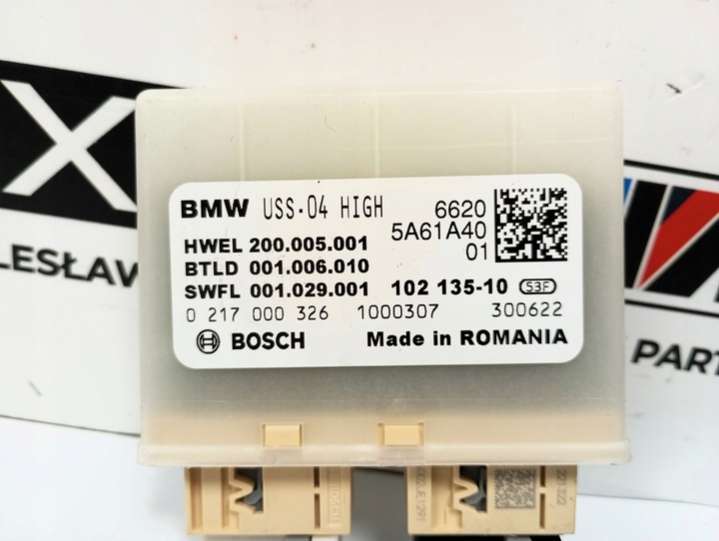 X
LESŁAW
PART
BMW USS-04 HIGH 6620
5A61A40
01
HWEL 200.005.001
BTLD 001.006.010
SWFL 001.029.001 102 135-10 53F
0 217 000 326 1000307 300622
BOSCH Made in ROMANIA